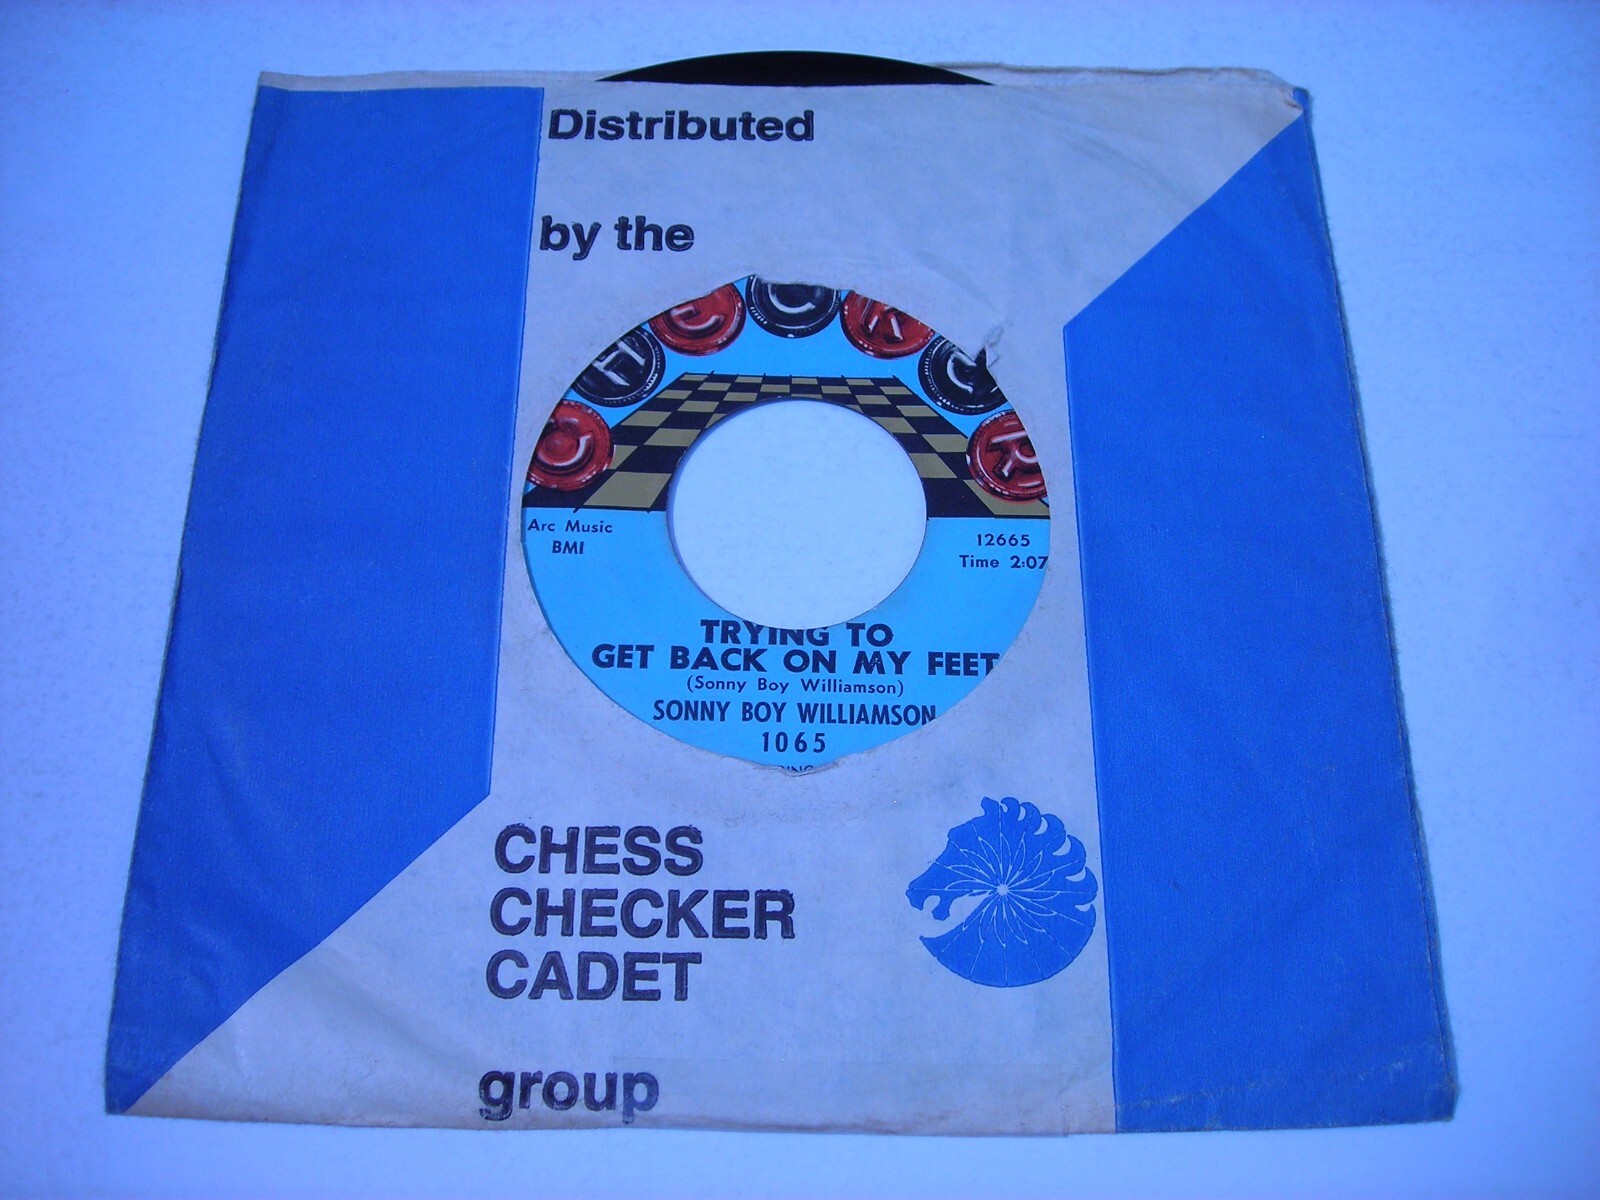 Distributed
by the
CHECKER
Arc Music
BMI
12665
Time 2:07
TRYING TO
GET BACK ON MY FEET
(Sonny Boy Williamson)
SONNY BOY WILLIAMSON
1065
CHESS
CHECKER
CADET
group